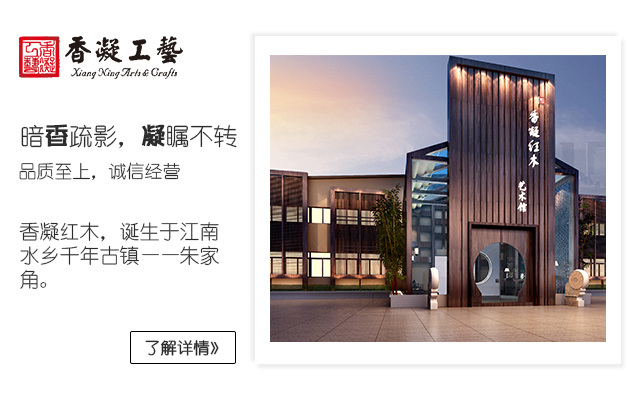 香凝工藝
Xiang Ning Arts & Crafts
暗香疏影，凝瞩不转
品质至上，诚信经营
香凝红木，诞生于江南
水乡千年古镇——朱家
角。
了解详情》
香凝红木
艺术馆